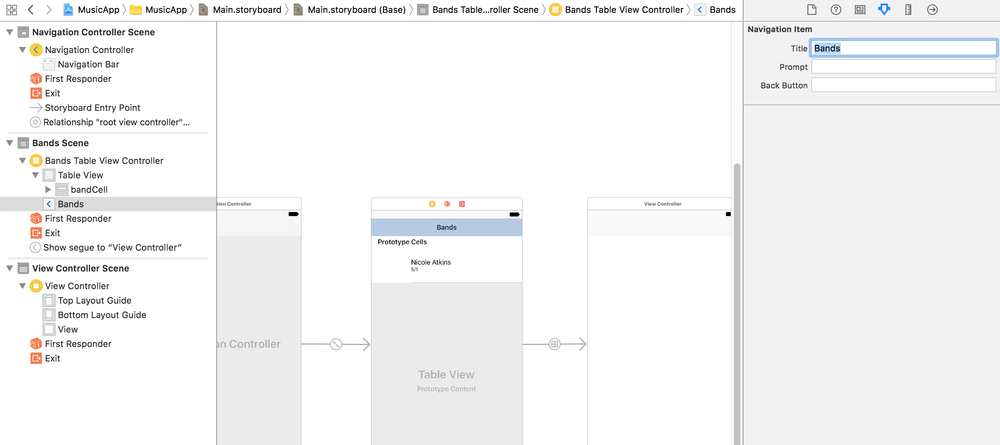 MusicApp MusicApp Main.storyboard Main.storyboard (Base) Bands Table...roller Scene Bands Table View Controller Bands
Navigation Controller Scene
Navigation Controller
Title
Navigation Bar
First Responder
Exit
Storyboard Entry Point
Relationship "root view controller"...
Bands Scene
Bands Table View Controller
Table View
bandCell
Bands
First Responder
Exit
Show segue to “View Controller”
View Controller Scene
View Controller
Top Layout Guide
Bottom Layout Guide
View
First Responder
Exit
tion Controller
on Controller
Bands
Prototype Cells
Nicole Atkins
5/1
Table View
Prototype Content
View Controller
Navigation Item
Title Bands
Prompt
Back Button